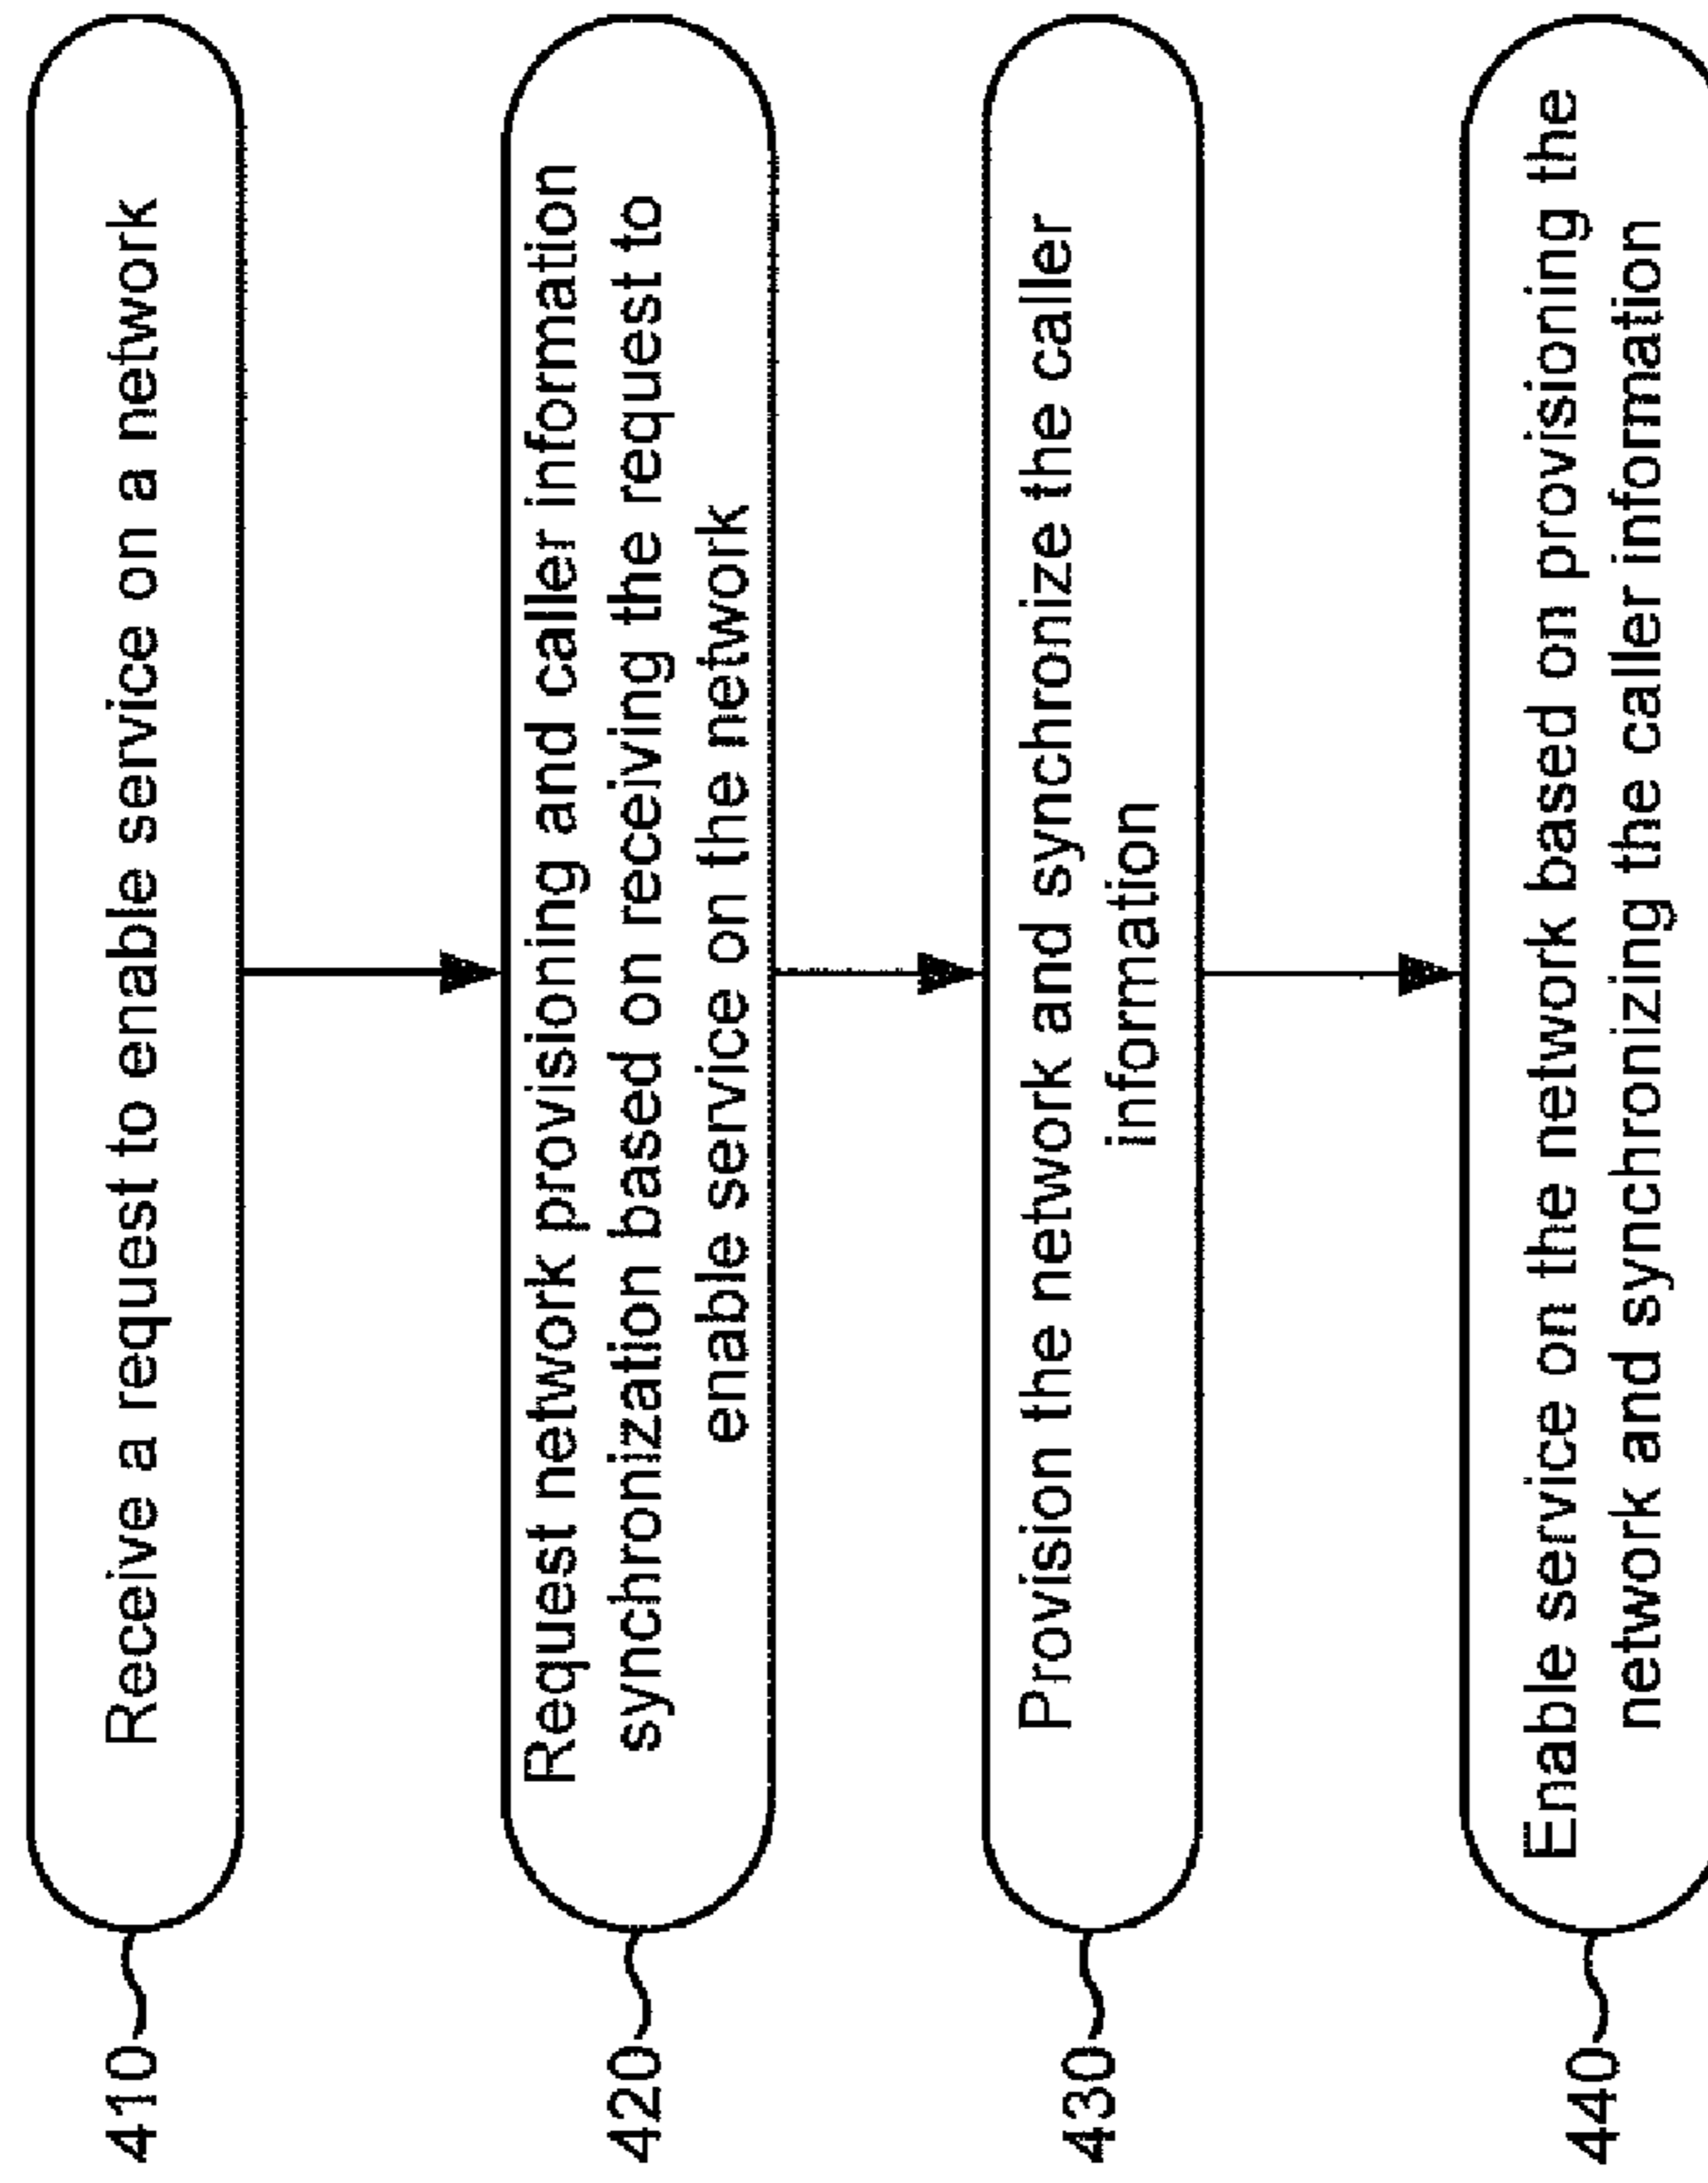 410
Receive a request to enable service on a network
420
Request network provisioning and caller information
synchronization based on receiving the request to
enable service on the network
430
Provision the network and synchronize the caller
information
440
Enable service on the network based on provisioning the
network and synchronizing the caller information